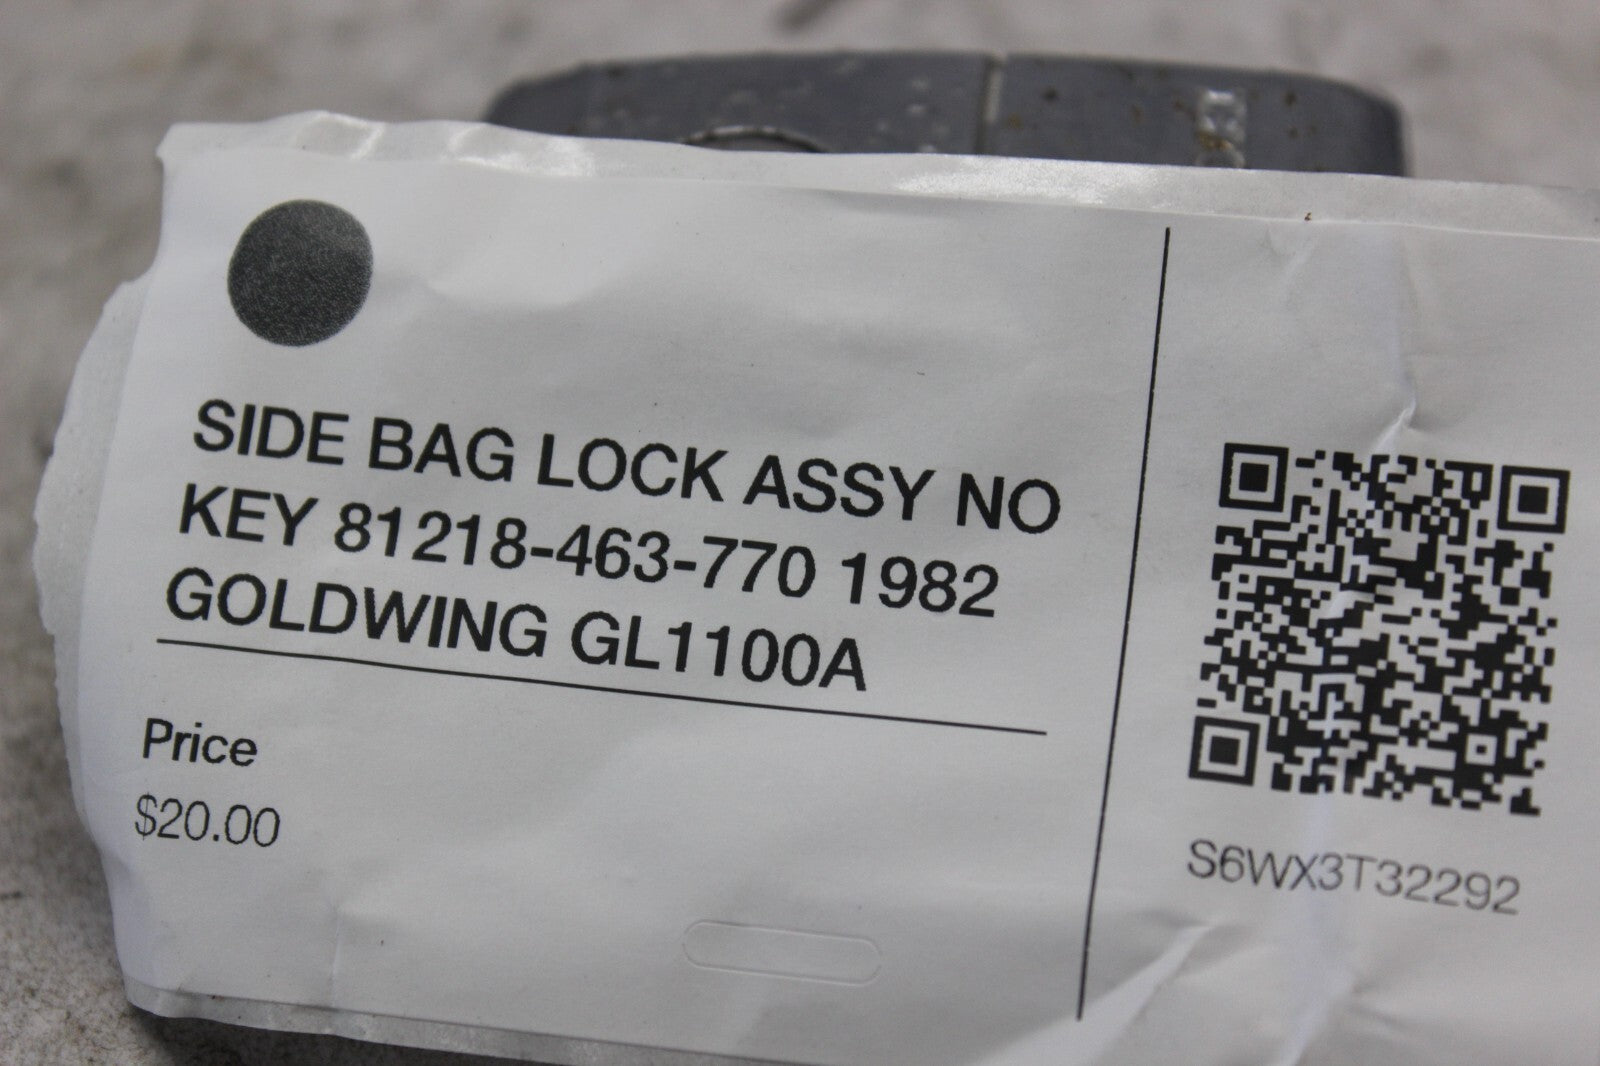 SIDE BAG LOCK ASSY NO
KEY 81218-463-770 1982
GOLDWING GL1100A
Price
$20.00
S6WX3T32292